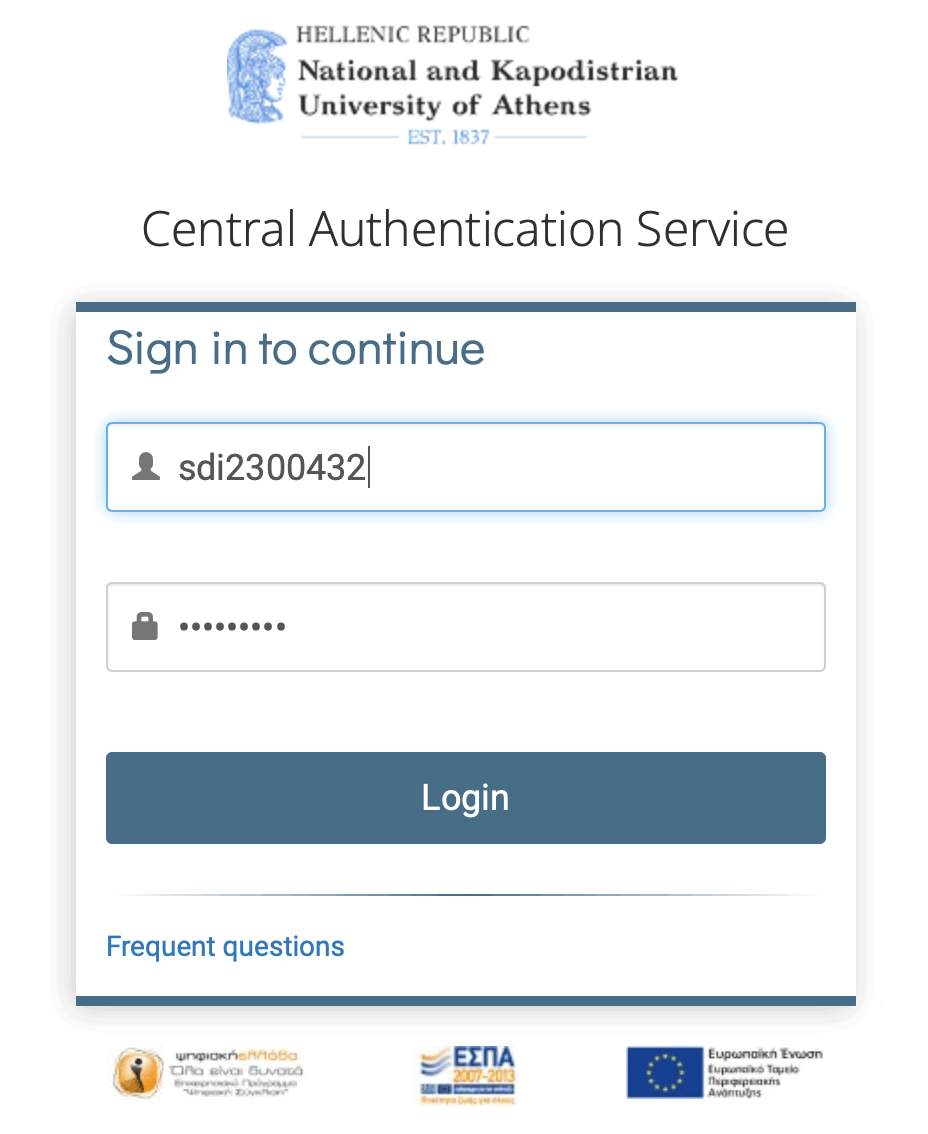 HELLENIC REPUBLIC
National and Kapodistrian
University of Athens
EST. 1837
Central Authentication Service
Sign in to continue
sdi2300432
•••••••••
Login
Frequent questions
ψηφιακήελλάδα
Όλα είναι δυνατά
Επιχειρησιακό Πρόγραμμα
"Ψηφιακή Σύγκλιση"
ΕΣΠΑ
2007-2013
Ευρωπαϊκή Ένωση
Ευρωπαϊκό Ταμείο
Περιφερειακής
Ανάπτυξης